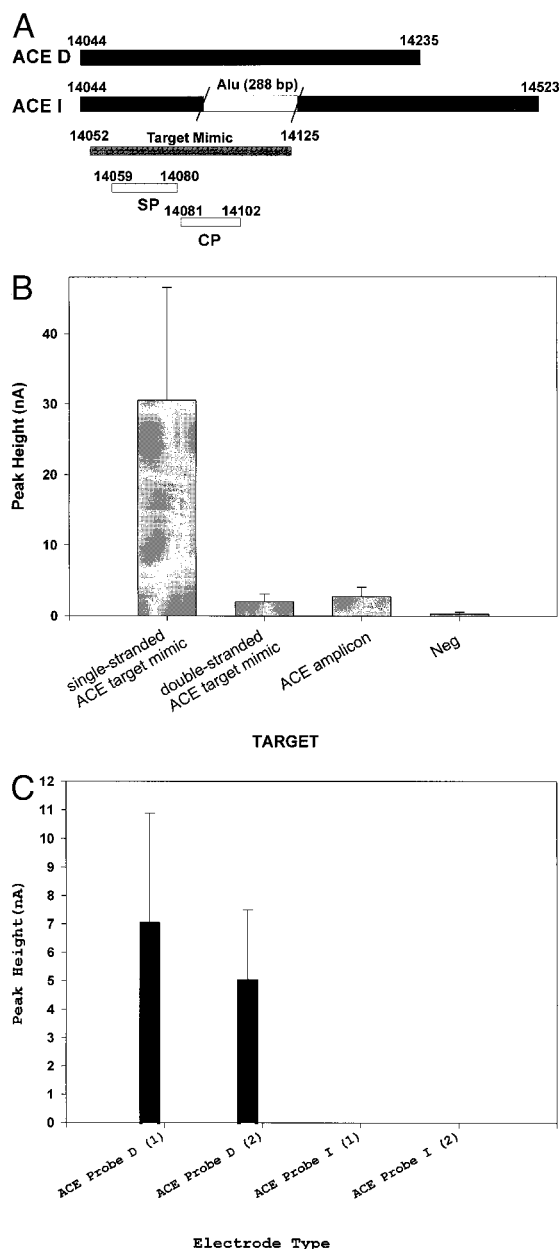 A
14044 14235
ACE D
14044 Alu (288 bp) 14523
ACE I
14052 Target Mimic 14125
14059 14080
SP
14081 14102
CP
B
40
30
20
10
0
Peak Height (nA)
single-stranded
ACE target mimic
double-stranded
ACE target mimic
ACE amplicon
Neg
TARGET
C
12
11
10
9
8
7
6
5
4
3
2
1
0
Peak Height(nA)
ACE Probe D (1)
ACE Probe D (2)
ACE Probe I (1)
ACE Probe I (2)
Electrode Type